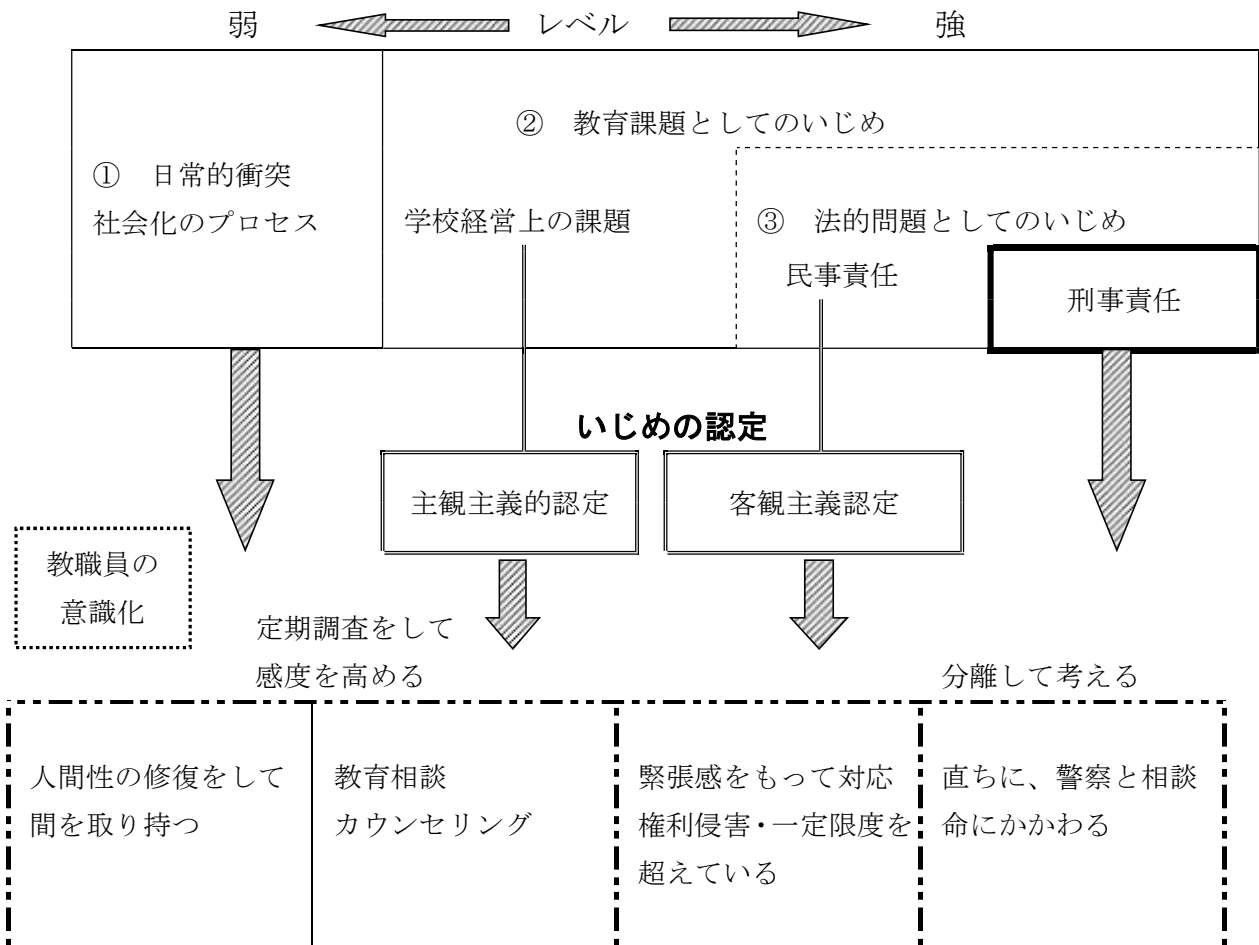 弱 レベル 強
② 教育課題としてのいじめ
① 日常的衝突
社会化のプロセス
学校経営上の課題
③ 法的問題としてのいじめ
民事責任
刑事責任
いじめの認定
主観主義的認定
客観主義認定
教職員の
意識化
定期調査をして
感度を高める
分離して考える
人間性の修復をして
間を取り持つ
教育相談
カウンセリング
緊張感をもって対応
権利侵害・一定限度を
超えている
直ちに、警察と相談
命にかかわる